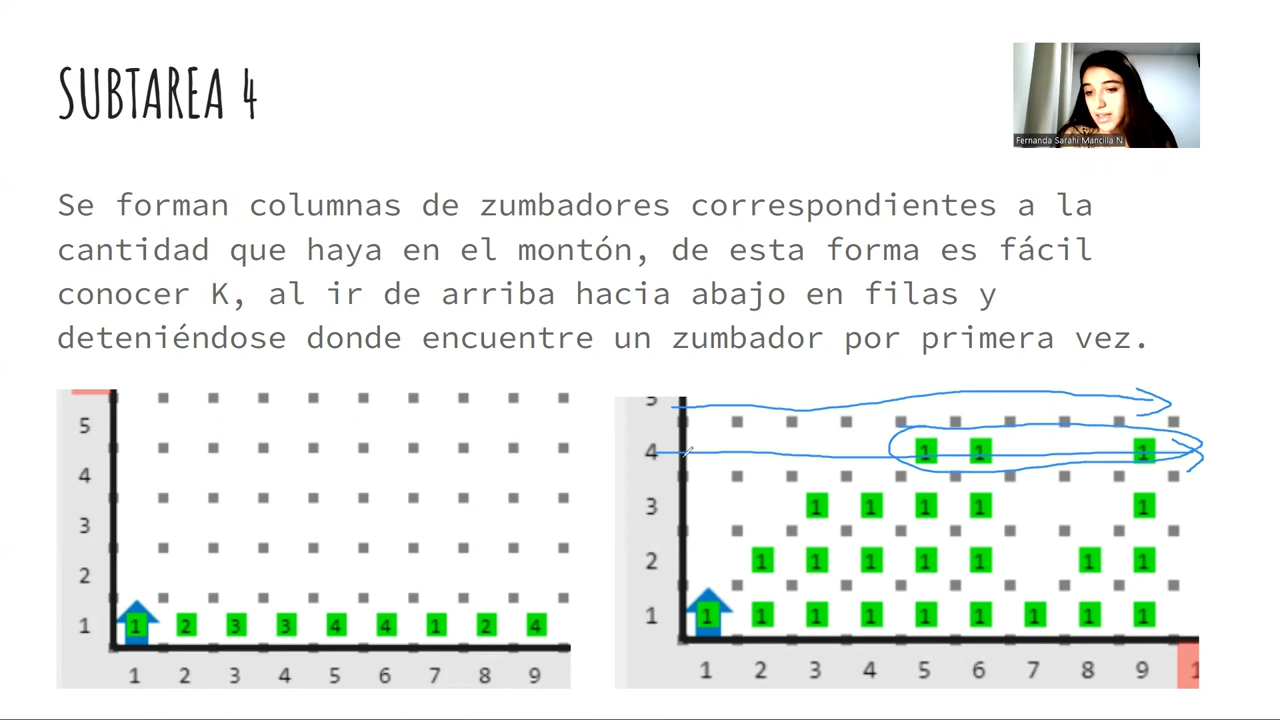 SUBTAREA 4
Fernanda Sarahi Mancilla N
Se forman columnas de zumbadores correspondientes a la
cantidad que haya en el montón, de esta forma es fácil
conocer K, al ir de arriba hacia abajo en filas y
deteniéndose donde encuentre un zumbador por primera vez.
5
4
3
2
1 1 2 3 3 4 4 1 2 4
1 2 3 4 5 6 7 8 9
5
4 1 1 1
3 1 1 1 1 1
2 1 1 1 1 1 1 1
1 1 1 1 1 1 1 1 1 1
1 2 3 4 5 6 7 8 9 1